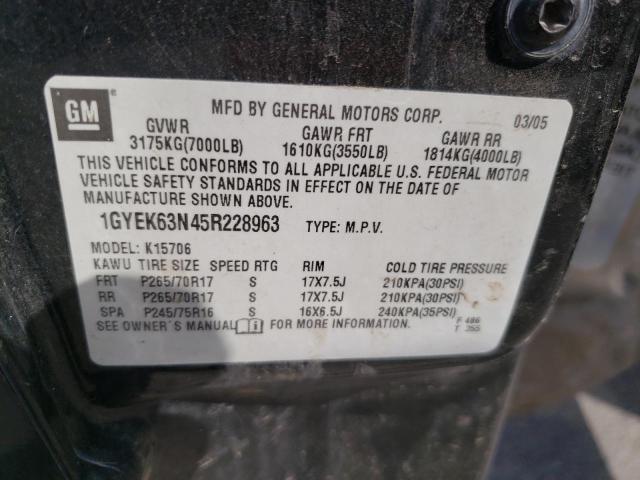 GM
MFD BY GENERAL MOTORS CORP. 03/05
GVWR GAWR FRT GAWR RR
3175KG(7000LB) 1610KG(3550LB) 1814KG(4000LB)
THIS VEHICLE CONFORMS TO ALL APPLICABLE U.S. FEDERAL MOTOR
VEHICLE SAFETY STANDARDS IN EFFECT ON THE DATE OF
MANUFACTURE SHOWN ABOVE.
1GYEK63N45R228963 TYPE: M.P.V.
MODEL: K15706
KAWU TIRE SIZE SPEED RTG RIM COLD TIRE PRESSURE
FRT P265/70R17 S 17X7.5J 210KPA(30PSI)
RR P265/70R17 S 17X7.5J 210KPA(30PSI)
SPA P245/75R16 S 16X6.5J 240KPA(35PSI)
SEE OWNER'S MANUAL FOR MORE INFORMATION. F 486
T 355